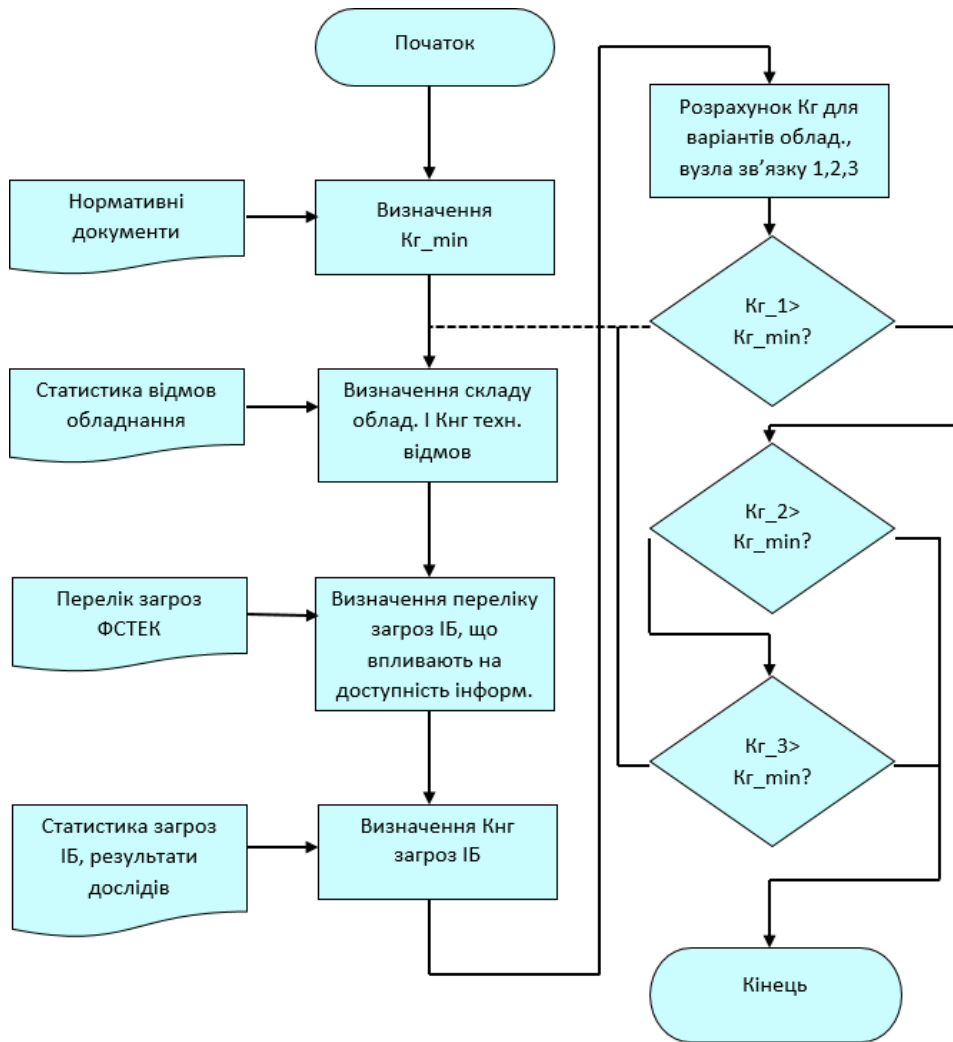 Початок
Нормативні
документи
Визначення
Кг_min
Статистика відмов
обладнання
Визначення складу
облад. І Кнг техн.
відмов
Перелік загроз
ФСТЕК
Визначення переліку
загроз ІБ, що
впливають на
доступність інформ.
Статистика загроз
ІБ, результати
дослідів
Визначення Кнг
загроз ІБ
Розрахунок Кг для
варіантів облад.,
вузла зв’язку 1,2,3
Кг_1>
Кг_min?
Кг_2>
Кг_min?
Кг_3>
Кг_min?
Кінець